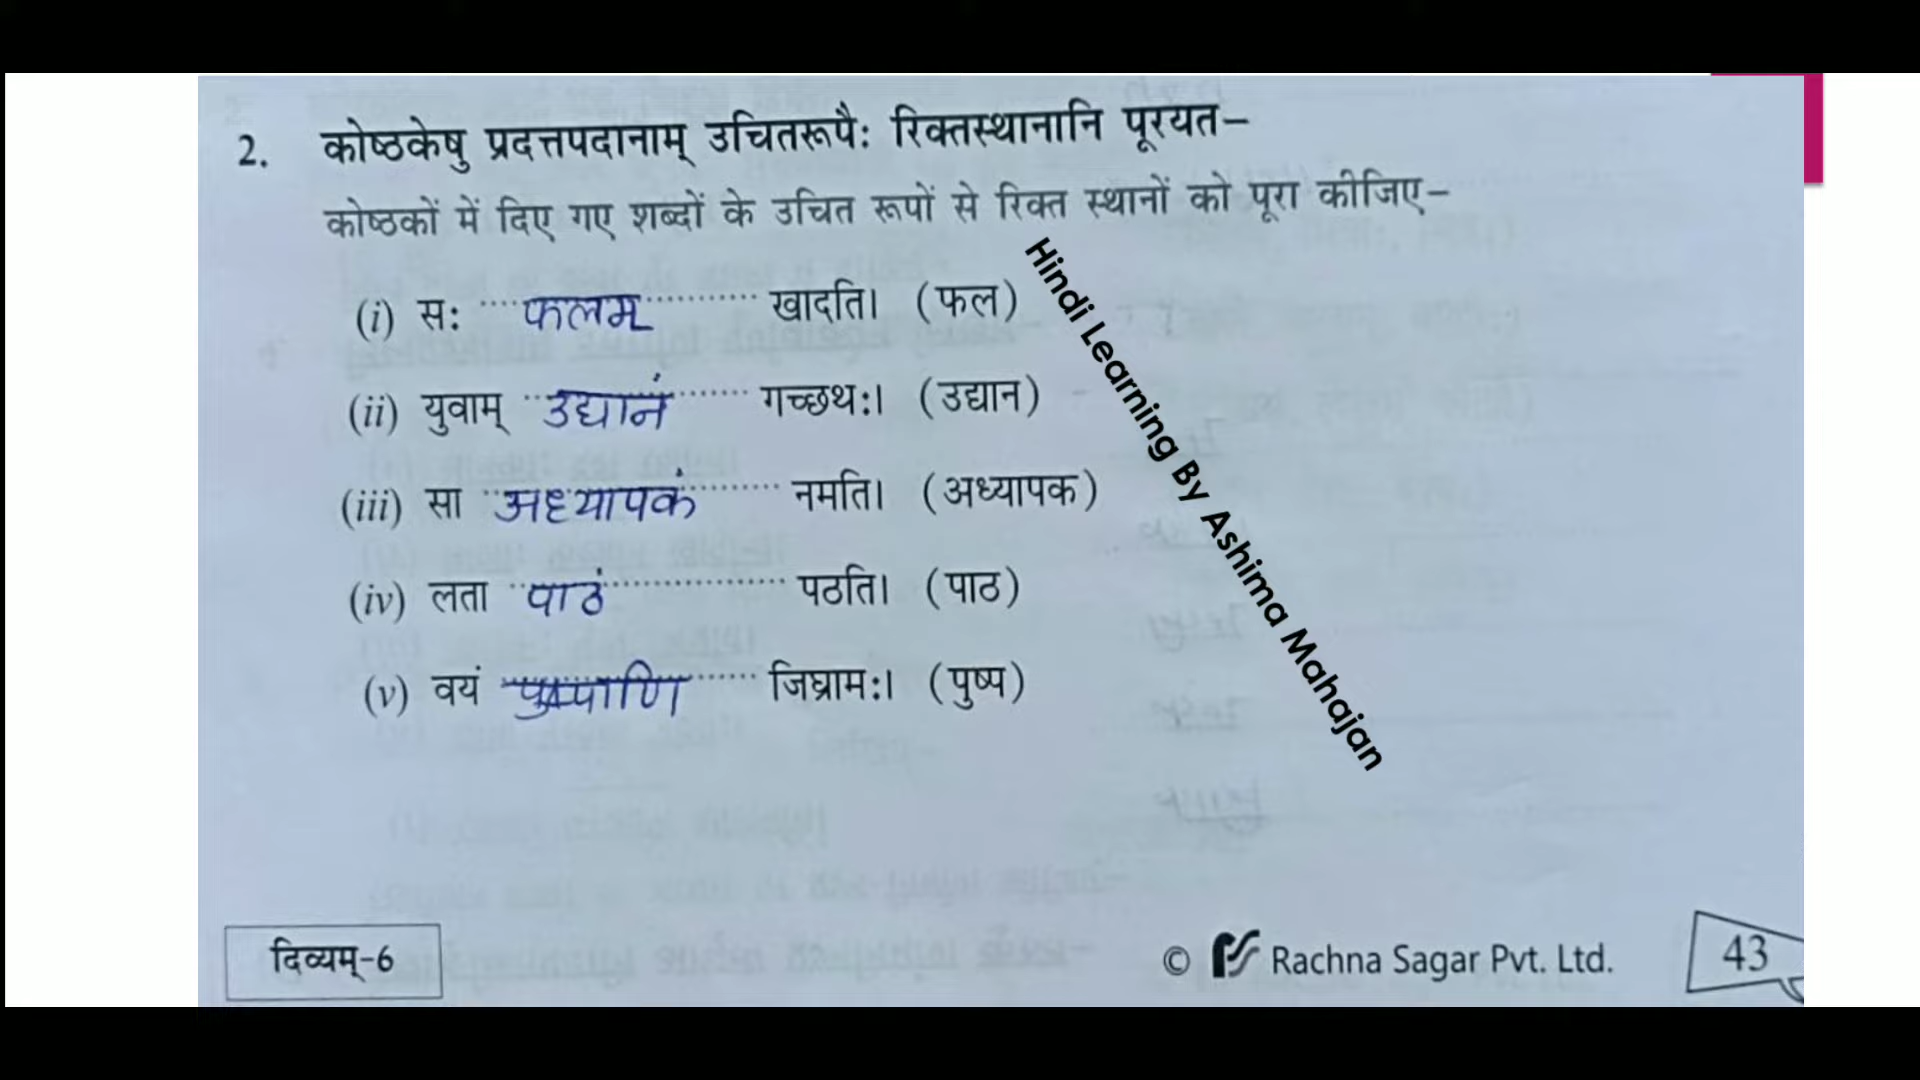 2. कोष्ठकेषु प्रदत्तपदानाम् उचितरूपैः रिक्तस्थानानि पूरयत–
कोष्ठकों में दिए गए शब्दों के उचित रूपों से रिक्त स्थानों को पूरा कीजिए–
(i) सः फलम् खादति। (फल)
(ii) युवाम् उद्यानं गच्छथः। (उद्यान)
(iii) सा अध्यापकं नमति। (अध्यापक)
(iv) लता पाठं पठति। (पाठ)
(v) वयं पुष्पाणि जिघ्रामः। (पुष्प)
Hindi Learning By Ashima Mahajan
दिव्यम्-6
© Rachna Sagar Pvt. Ltd.
43